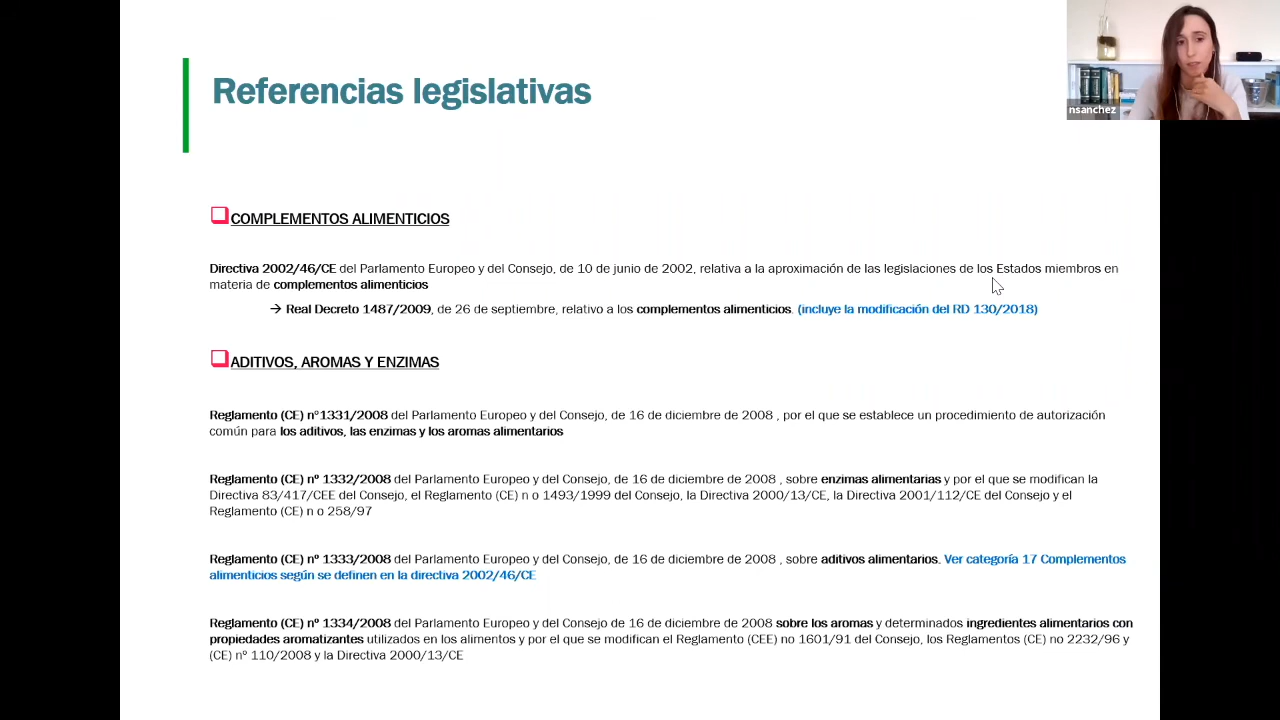 Referencias legislativas
nsanchez
COMPLEMENTOS ALIMENTICIOS
Directiva 2002/46/CE del Parlamento Europeo y del Consejo, de 10 de junio de 2002, relativa a la aproximación de las legislaciones de los Estados miembros en
materia de complementos alimenticios
→ Real Decreto 1487/2009, de 26 de septiembre, relativo a los complementos alimenticios. (incluye la modificación del RD 130/2018)
ADITIVOS, AROMAS Y ENZIMAS
Reglamento (CE) nº1331/2008 del Parlamento Europeo y del Consejo, de 16 de diciembre de 2008 , por el que se establece un procedimiento de autorización
común para los aditivos, las enzimas y los aromas alimentarios
Reglamento (CE) nº 1332/2008 del Parlamento Europeo y del Consejo, de 16 de diciembre de 2008 , sobre enzimas alimentarias y por el que se modifican la
Directiva 83/417/CEE del Consejo, el Reglamento (CE) n o 1493/1999 del Consejo, la Directiva 2000/13/CE, la Directiva 2001/112/CE del Consejo y el
Reglamento (CE) n o 258/97
Reglamento (CE) nº 1333/2008 del Parlamento Europeo y del Consejo, de 16 de diciembre de 2008 , sobre aditivos alimentarios. Ver categoría 17 Complementos
alimenticios según se definen en la directiva 2002/46/CE
Reglamento (CE) nº 1334/2008 del Parlamento Europeo y del Consejo de 16 de diciembre de 2008 sobre los aromas y determinados ingredientes alimentarios con
propiedades aromatizantes utilizados en los alimentos y por el que se modifican el Reglamento (CEE) no 1601/91 del Consejo, los Reglamentos (CE) no 2232/96 y
(CE) nº 110/2008 y la Directiva 2000/13/CE